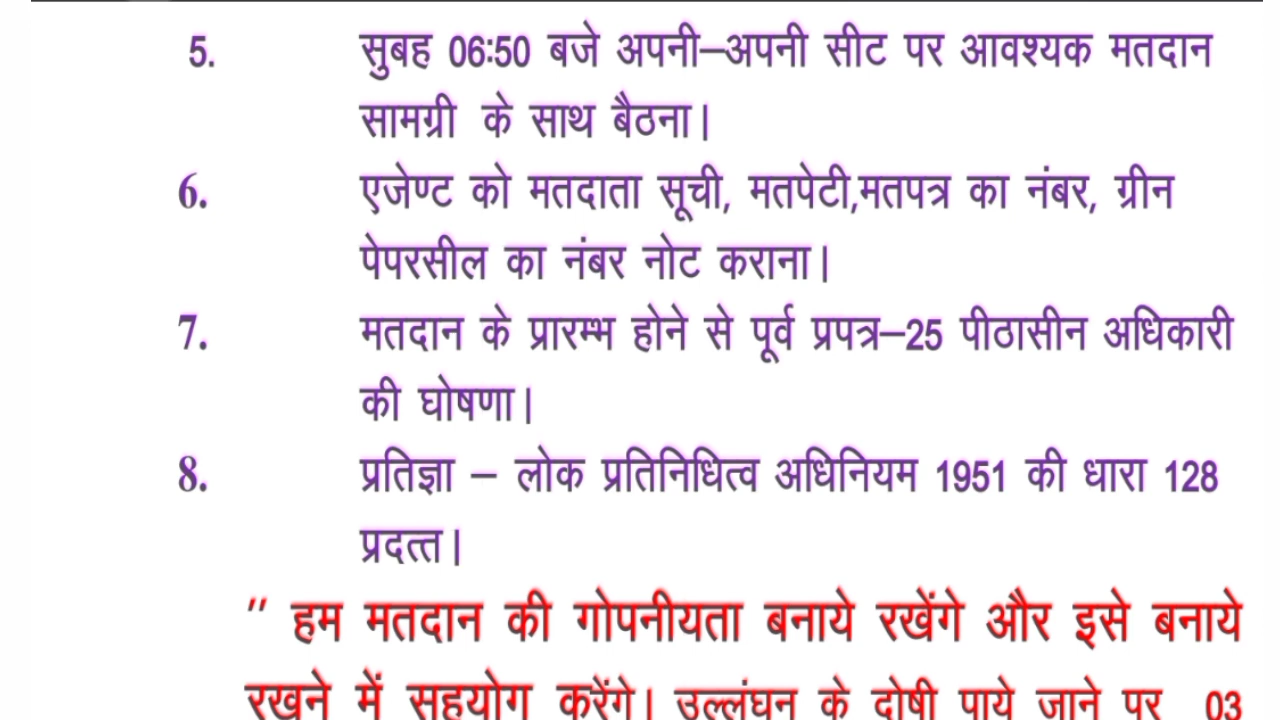 5. सुबह 06:50 बजे अपनी–अपनी सीट पर आवश्यक मतदान
सामग्री के साथ बैठना।
6. एजेण्ट को मतदाता सूची, मतपेटी,मतपत्र का नंबर, ग्रीन
पेपरसील का नंबर नोट कराना।
7. मतदान के प्रारम्भ होने से पूर्व प्रपत्र–25 पीठासीन अधिकारी
की घोषणा।
8. प्रतिज्ञा – लोक प्रतिनिधित्व अधिनियम 1951 की धारा 128
प्रदत्त।
'' हम मतदान की गोपनीयता बनाये रखेंगे और इसे बनाये
रखने में सहयोग करेंगे। उल्लंघन के दोषी पाये जाने पर 03